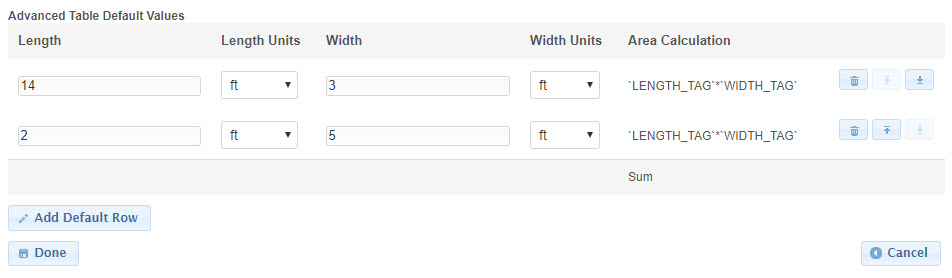 Advanced Table Default Values
Length Length Units Width Width Units Area Calculation
14 ft 3 ft `LENGTH_TAG`*`WIDTH_TAG`
2 ft 5 ft `LENGTH_TAG`*`WIDTH_TAG`
Sum
Add Default Row
Done Cancel